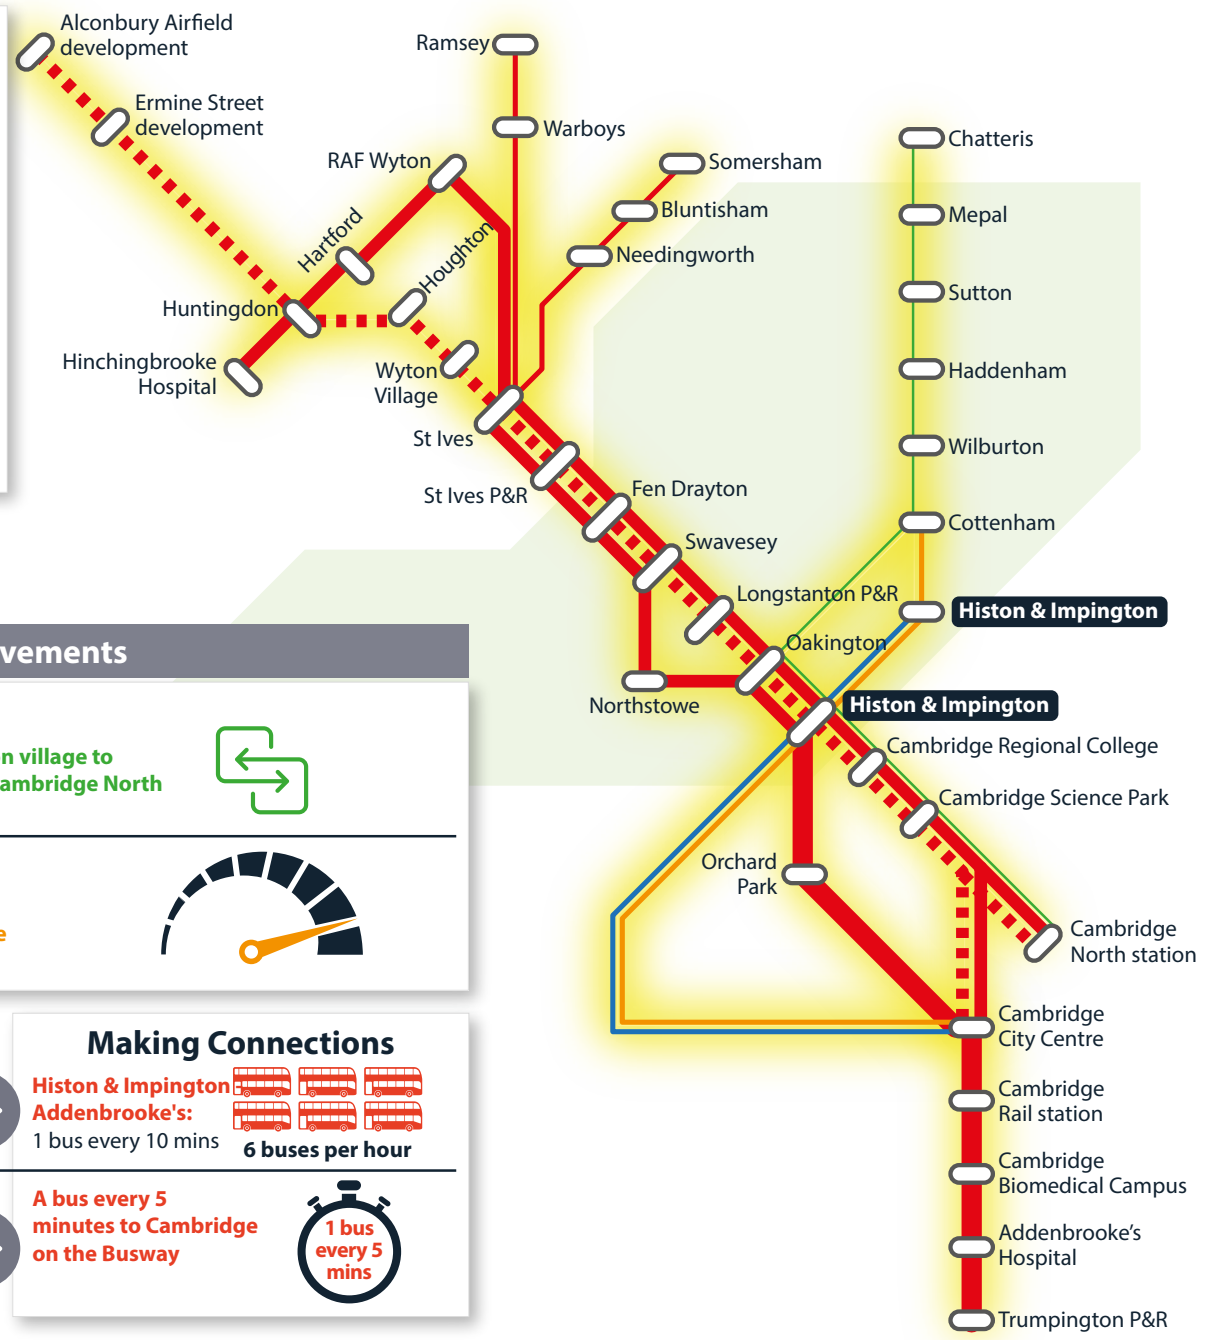 Alconbury Airfield
development
Ramsey
Ermine Street
development
Warboys
Chatteris
RAF Wyton
Somersham
Bluntisham
Mepal
Hartford
Houghton
Needingworth
Sutton
Huntingdon
Hinchingbrooke
Hospital
Wyton
Village
Haddenham
St Ives
Wilburton
St Ives P&R
Fen Drayton
Cottenham
Swavesey
Longstanton P&R
Histon & Impington
Oakington
vements
Northstowe
Histon & Impington
Cambridge Regional College
n village to
ambridge North
Cambridge Science Park
Orchard
Park
e
Cambridge
North station
Cambridge
City Centre
Making Connections
Histon & Impington-
Addenbrooke's:
1 bus every 10 mins
6 buses per hour
Cambridge
Rail station
Cambridge
Biomedical Campus
A bus every 5
minutes to Cambridge
on the Busway
1 bus
every 5
mins
Addenbrooke's
Hospital
Trumpington P&R